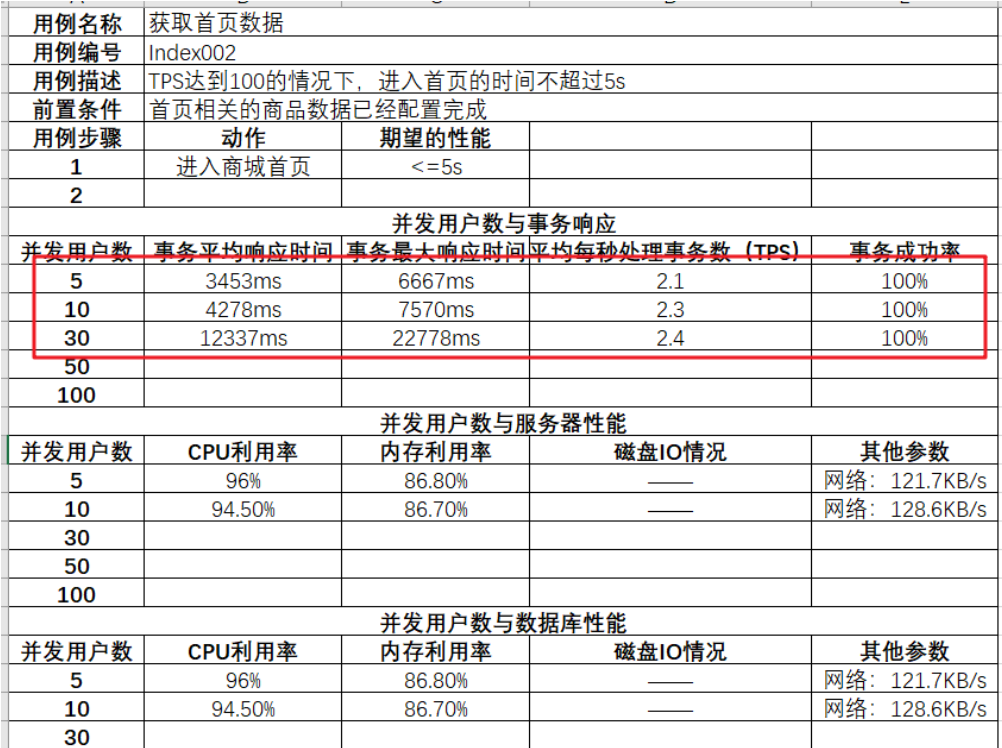 用例名称 获取首页数据
用例编号 Index002
用例描述 TPS达到100的情况下，进入首页的时间不超过5s
前置条件 首页相关的商品数据已经配置完成
用例步骤 动作 期望的性能
1 进入商城首页 <=5s
2
并发用户数与事务响应
并发用户数 事务平均响应时间 事务最大响应时间 平均每秒处理事务数（TPS） 事务成功率
5 3453ms 6667ms 2.1 100%
10 4278ms 7570ms 2.3 100%
30 12337ms 22778ms 2.4 100%
50
100
并发用户数与服务器性能
并发用户数 CPU利用率 内存利用率 磁盘IO情况 其他参数
5 96% 86.80% —— 网络：121.7KB/s
10 94.50% 86.70% —— 网络：128.6KB/s
30
50
100
并发用户数与数据库性能
并发用户数 CPU利用率 内存利用率 磁盘IO情况 其他参数
5 96% 86.80% —— 网络：121.7KB/s
10 94.50% 86.70% —— 网络：128.6KB/s
30